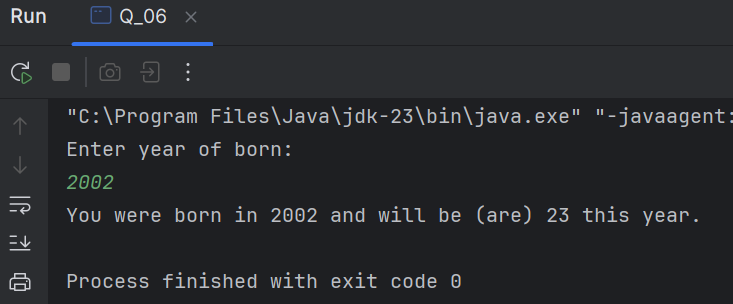 Run Q_06
"C:\Program Files\Java\jdk-23\bin\java.exe" "-javaagent:
Enter year of born:
2002
You were born in 2002 and will be (are) 23 this year.
Process finished with exit code 0